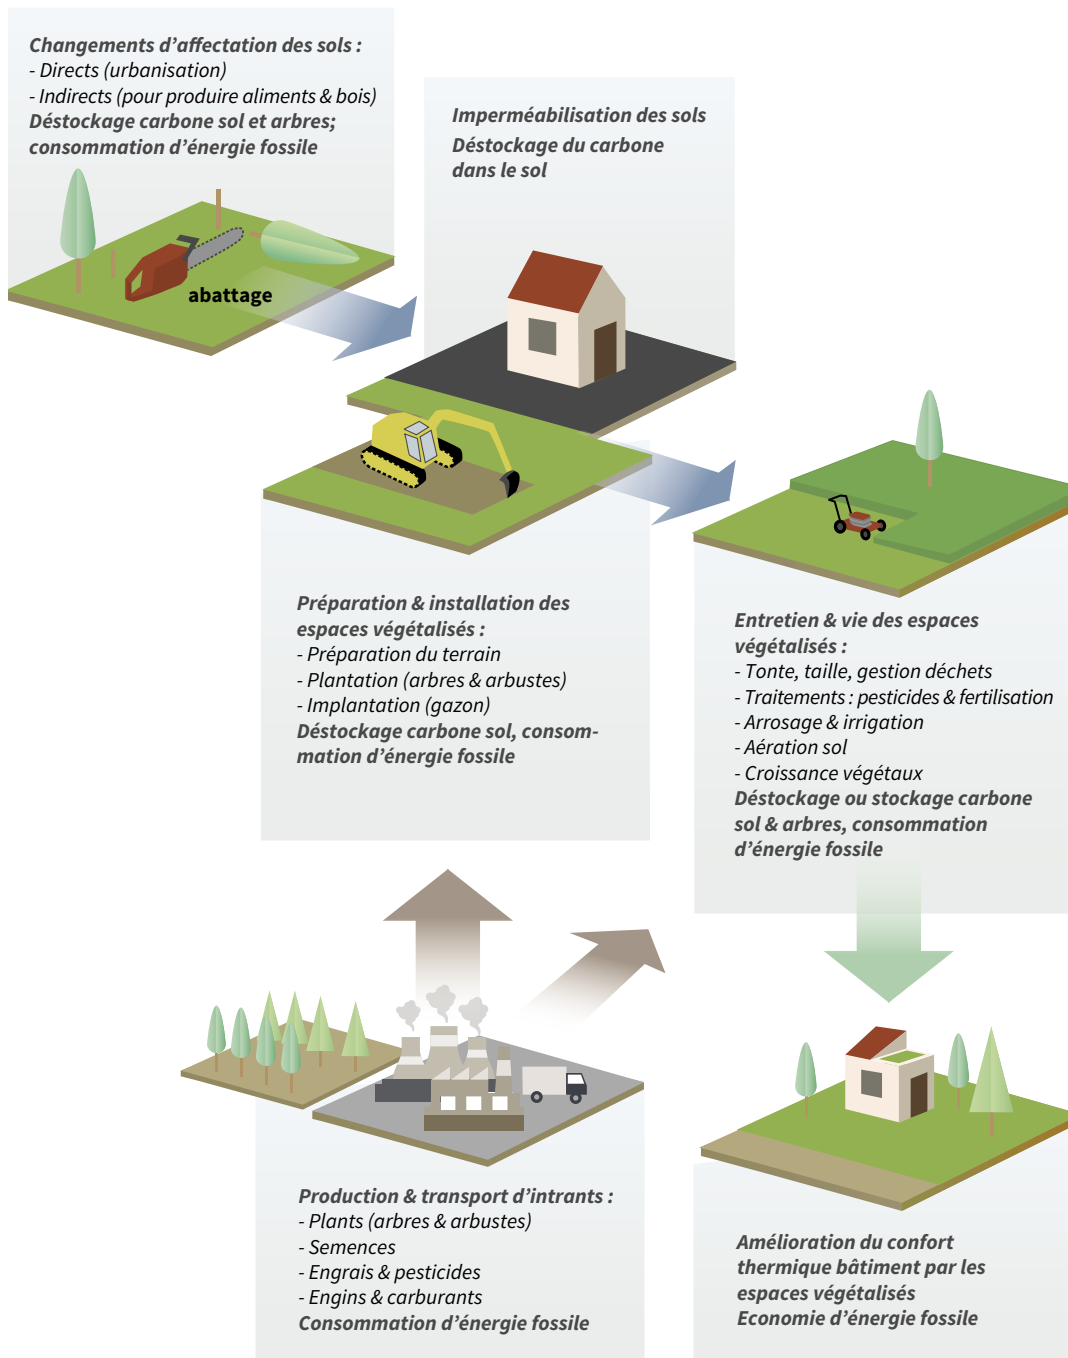 Changements d’affectation des sols :
- Directs (urbanisation)
- Indirects (pour produire aliments & bois)
Déstockage carbone sol et arbres;
consommation d’énergie fossile
abattage
Imperméabilisation des sols
Déstockage du carbone
dans le sol
Préparation & installation des
espaces végétalisés :
- Préparation du terrain
- Plantation (arbres & arbustes)
- Implantation (gazon)
Déstockage carbone sol, consom-
mation d’énergie fossile
Entretien & vie des espaces
végétalisés :
- Tonte, taille, gestion déchets
- Traitements : pesticides & fertilisation
- Arrosage & irrigation
- Aération sol
- Croissance végétaux
Déstockage ou stockage carbone
sol & arbres, consommation
d’énergie fossile
Production & transport d’intrants :
- Plants (arbres & arbustes)
- Semences
- Engrais & pesticides
- Engins & carburants
Consommation d’énergie fossile
Amélioration du confort
thermique bâtiment par les
espaces végétalisés
Economie d’énergie fossile